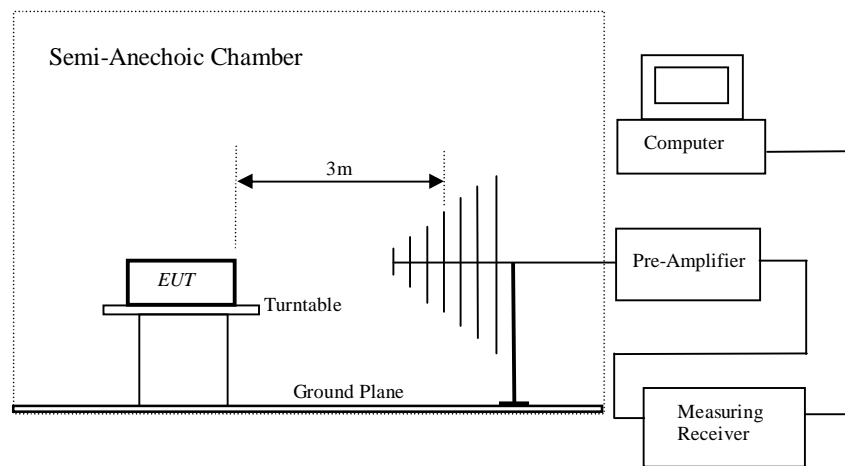 Semi-Anechoic Chamber
Computer
3m
Pre-Amplifier
EUT
Turntable
Ground Plane
Measuring
Receiver